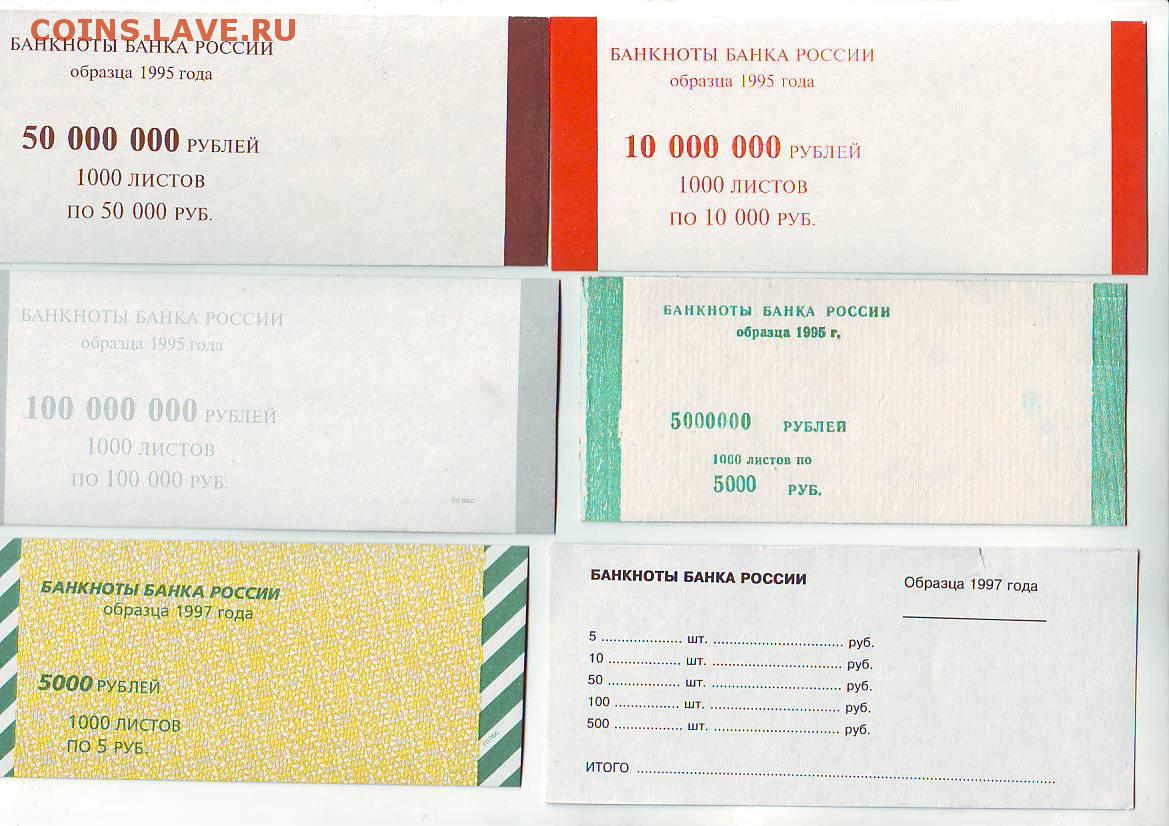 COINS.LAVE.RU
БАНКНОТЫ БАНКА РОССИИ
образца 1995 года
50 000 000 РУБЛЕЙ
1000 ЛИСТОВ
ПО 50 000 РУБ.
БАНКНОТЫ БАНКА РОССИИ
образца 1995 года
10 000 000 РУБЛЕЙ
1000 ЛИСТОВ
ПО 10 000 РУБ.
БАНКНОТЫ БАНКА РОССИИ
образца 1995 года
100 000 000 РУБЛЕЙ
1000 ЛИСТОВ
ПО 100 000 РУБ.
БАНКНОТЫ БАНКА РОССИИ
образца 1995 г.
5000000 РУБЛЕЙ
1000 листов по
5000 РУБ.
БАНКНОТЫ БАНКА РОССИИ
образца 1997 года
5000 РУБЛЕЙ
1000 ЛИСТОВ
ПО 5 РУБ.
БАНКНОТЫ БАНКА РОССИИ
Образца 1997 года
5 .................... шт. ................................ руб.
10 .................. шт. ................................ руб.
50 .................. шт. ................................ руб.
100 ................ шт. ................................ руб.
500 ................. шт. ............................... руб.
ИТОГО ....................................................................................................